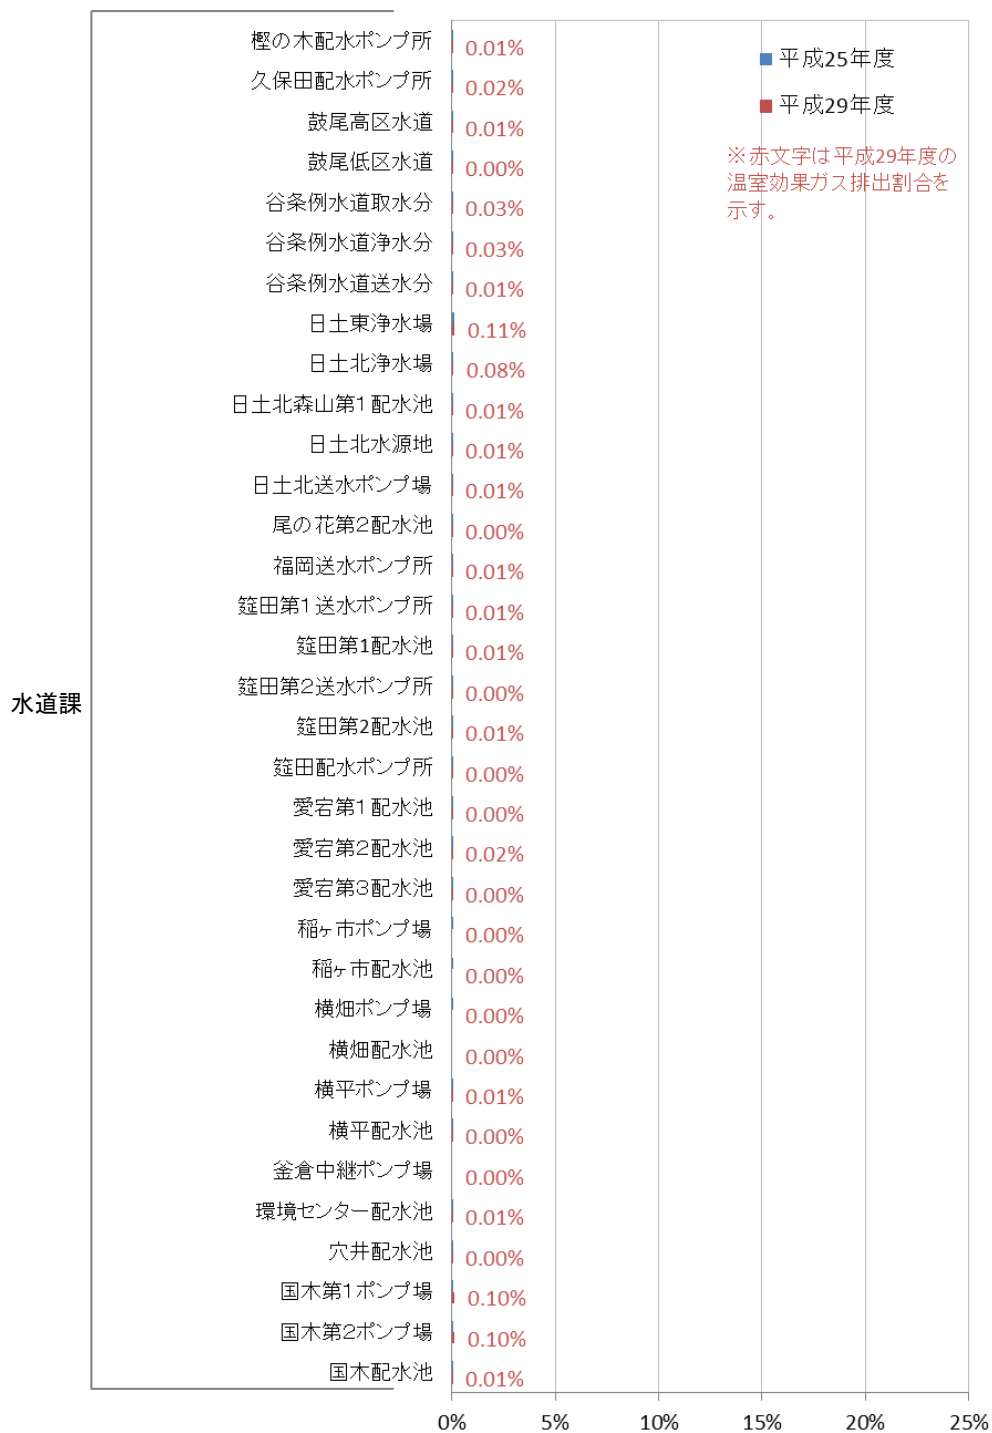 樫の木配水ポンプ所 0.01%
久保田配水ポンプ所 0.02%
鼓尾高区水道 0.01%
鼓尾低区水道 0.00%
谷条例水道取水分 0.03%
谷条例水道浄水分 0.03%
谷条例水道送水分 0.01%
日土東浄水場 0.11%
日土北浄水場 0.08%
日土北森山第1配水池 0.01%
日土北水源地 0.01%
日土北送水ポンプ場 0.01%
尾の花第2配水池 0.00%
福岡送水ポンプ所 0.01%
筵田第1送水ポンプ所 0.01%
筵田第1配水池 0.01%
筵田第2送水ポンプ所 0.00%
筵田第2配水池 0.01%
筵田配水ポンプ所 0.00%
愛宕第1配水池 0.00%
愛宕第2配水池 0.02%
愛宕第3配水池 0.00%
稲ヶ市ポンプ場 0.00%
稲ヶ市配水池 0.00%
横畑ポンプ場 0.00%
横畑配水池 0.00%
横平ポンプ場 0.01%
横平配水池 0.00%
釜倉中継ポンプ場 0.00%
環境センター配水池 0.01%
穴井配水池 0.00%
国木第1ポンプ場 0.10%
国木第2ポンプ場 0.10%
国木配水池 0.01%
水道課
平成25年度
平成29年度
※赤文字は平成29年度の
温室効果ガス排出割合を
示す。
0% 5% 10% 15% 20% 25%